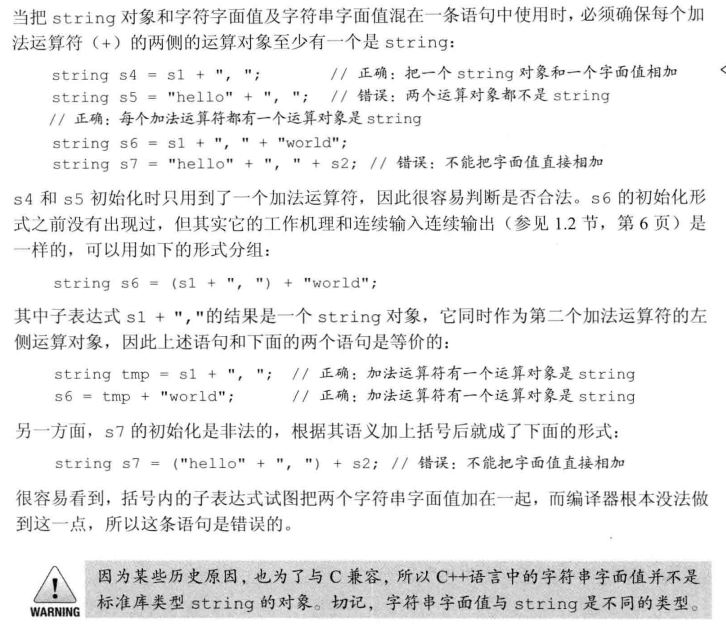 当把 string 对象和字符字面值及字符串字面值混在一条语句中使用时，必须确保每个加
法运算符（+）的两侧的运算对象至少有一个是 string：
string s4 = s1 + ", "; // 正确：把一个 string 对象和一个字面值相加
string s5 = "hello" + ", "; // 错误：两个运算对象都不是 string
// 正确：每个加法运算符都有一个运算对象是 string
string s6 = s1 + ", " + "world";
string s7 = "hello" + ", " + s2; // 错误：不能把字面值直接相加
s4 和 s5 初始化时只用到了一个加法运算符，因此很容易判断是否合法。s6 的初始化形
式之前没有出现过，但其实它的工作机理和连续输入连续输出（参见 1.2 节，第 6 页）是
一样的，可以用如下的形式分组：
string s6 = (s1 + ", ") + "world";
其中子表达式 s1 + ","的结果是一个 string 对象，它同时作为第二个加法运算符的左
侧运算对象，因此上述语句和下面的两个语句是等价的：
string tmp = s1 + ", "; // 正确：加法运算符有一个运算对象是 string
s6 = tmp + "world"; // 正确：加法运算符有一个运算对象是 string
另一方面，s7 的初始化是非法的，根据其语义加上括号后就成了下面的形式：
string s7 = ("hello" + ", ") + s2; // 错误：不能把字面值直接相加
很容易看到，括号内的子表达式试图把两个字符串字面值加在一起，而编译器根本没法做
到这一点，所以这条语句是错误的。
因为某些历史原因，也为了与 C 兼容，所以 C++语言中的字符串字面值并不是
WARNING 标准库类型 string 的对象。切记，字符串字面值与 string 是不同的类型。